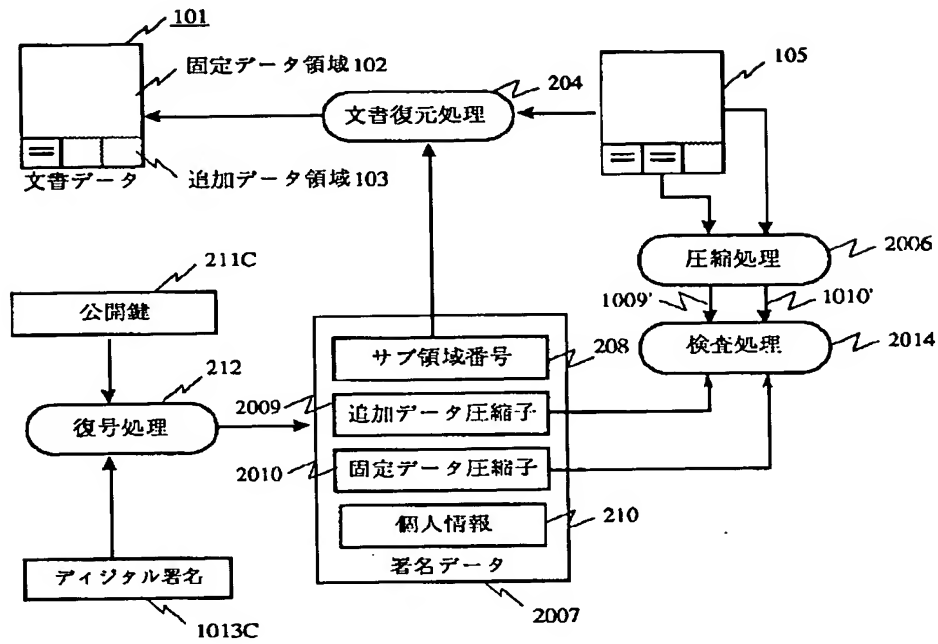 101
固定データ領域102
追加データ領域103
文書データ
204
文書復元処理
105
211C
公開鍵
212
復号処理
ディジタル署名
1013C
サブ領域番号
208
2009
追加データ圧縮子
2010
固定データ圧縮子
個人情報
210
署名データ
2007
圧縮処理
2006
1009'
1010'
検査処理
2014